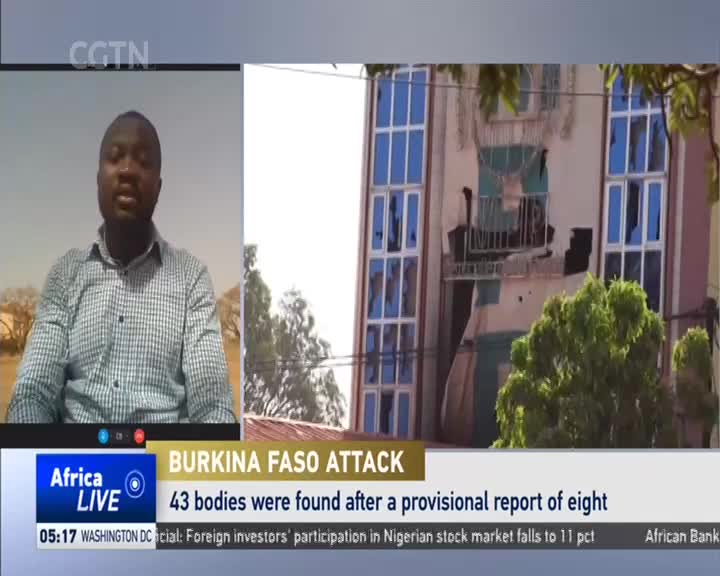 CGTN
BURKINA FASO ATTACK
Africa
LIVE
43 bodies were found after a provisional report of eight
05:17 WASHINGTON DC
icial: Foreign investors' participation in Nigerian stock market falls to 11 pct African Bank